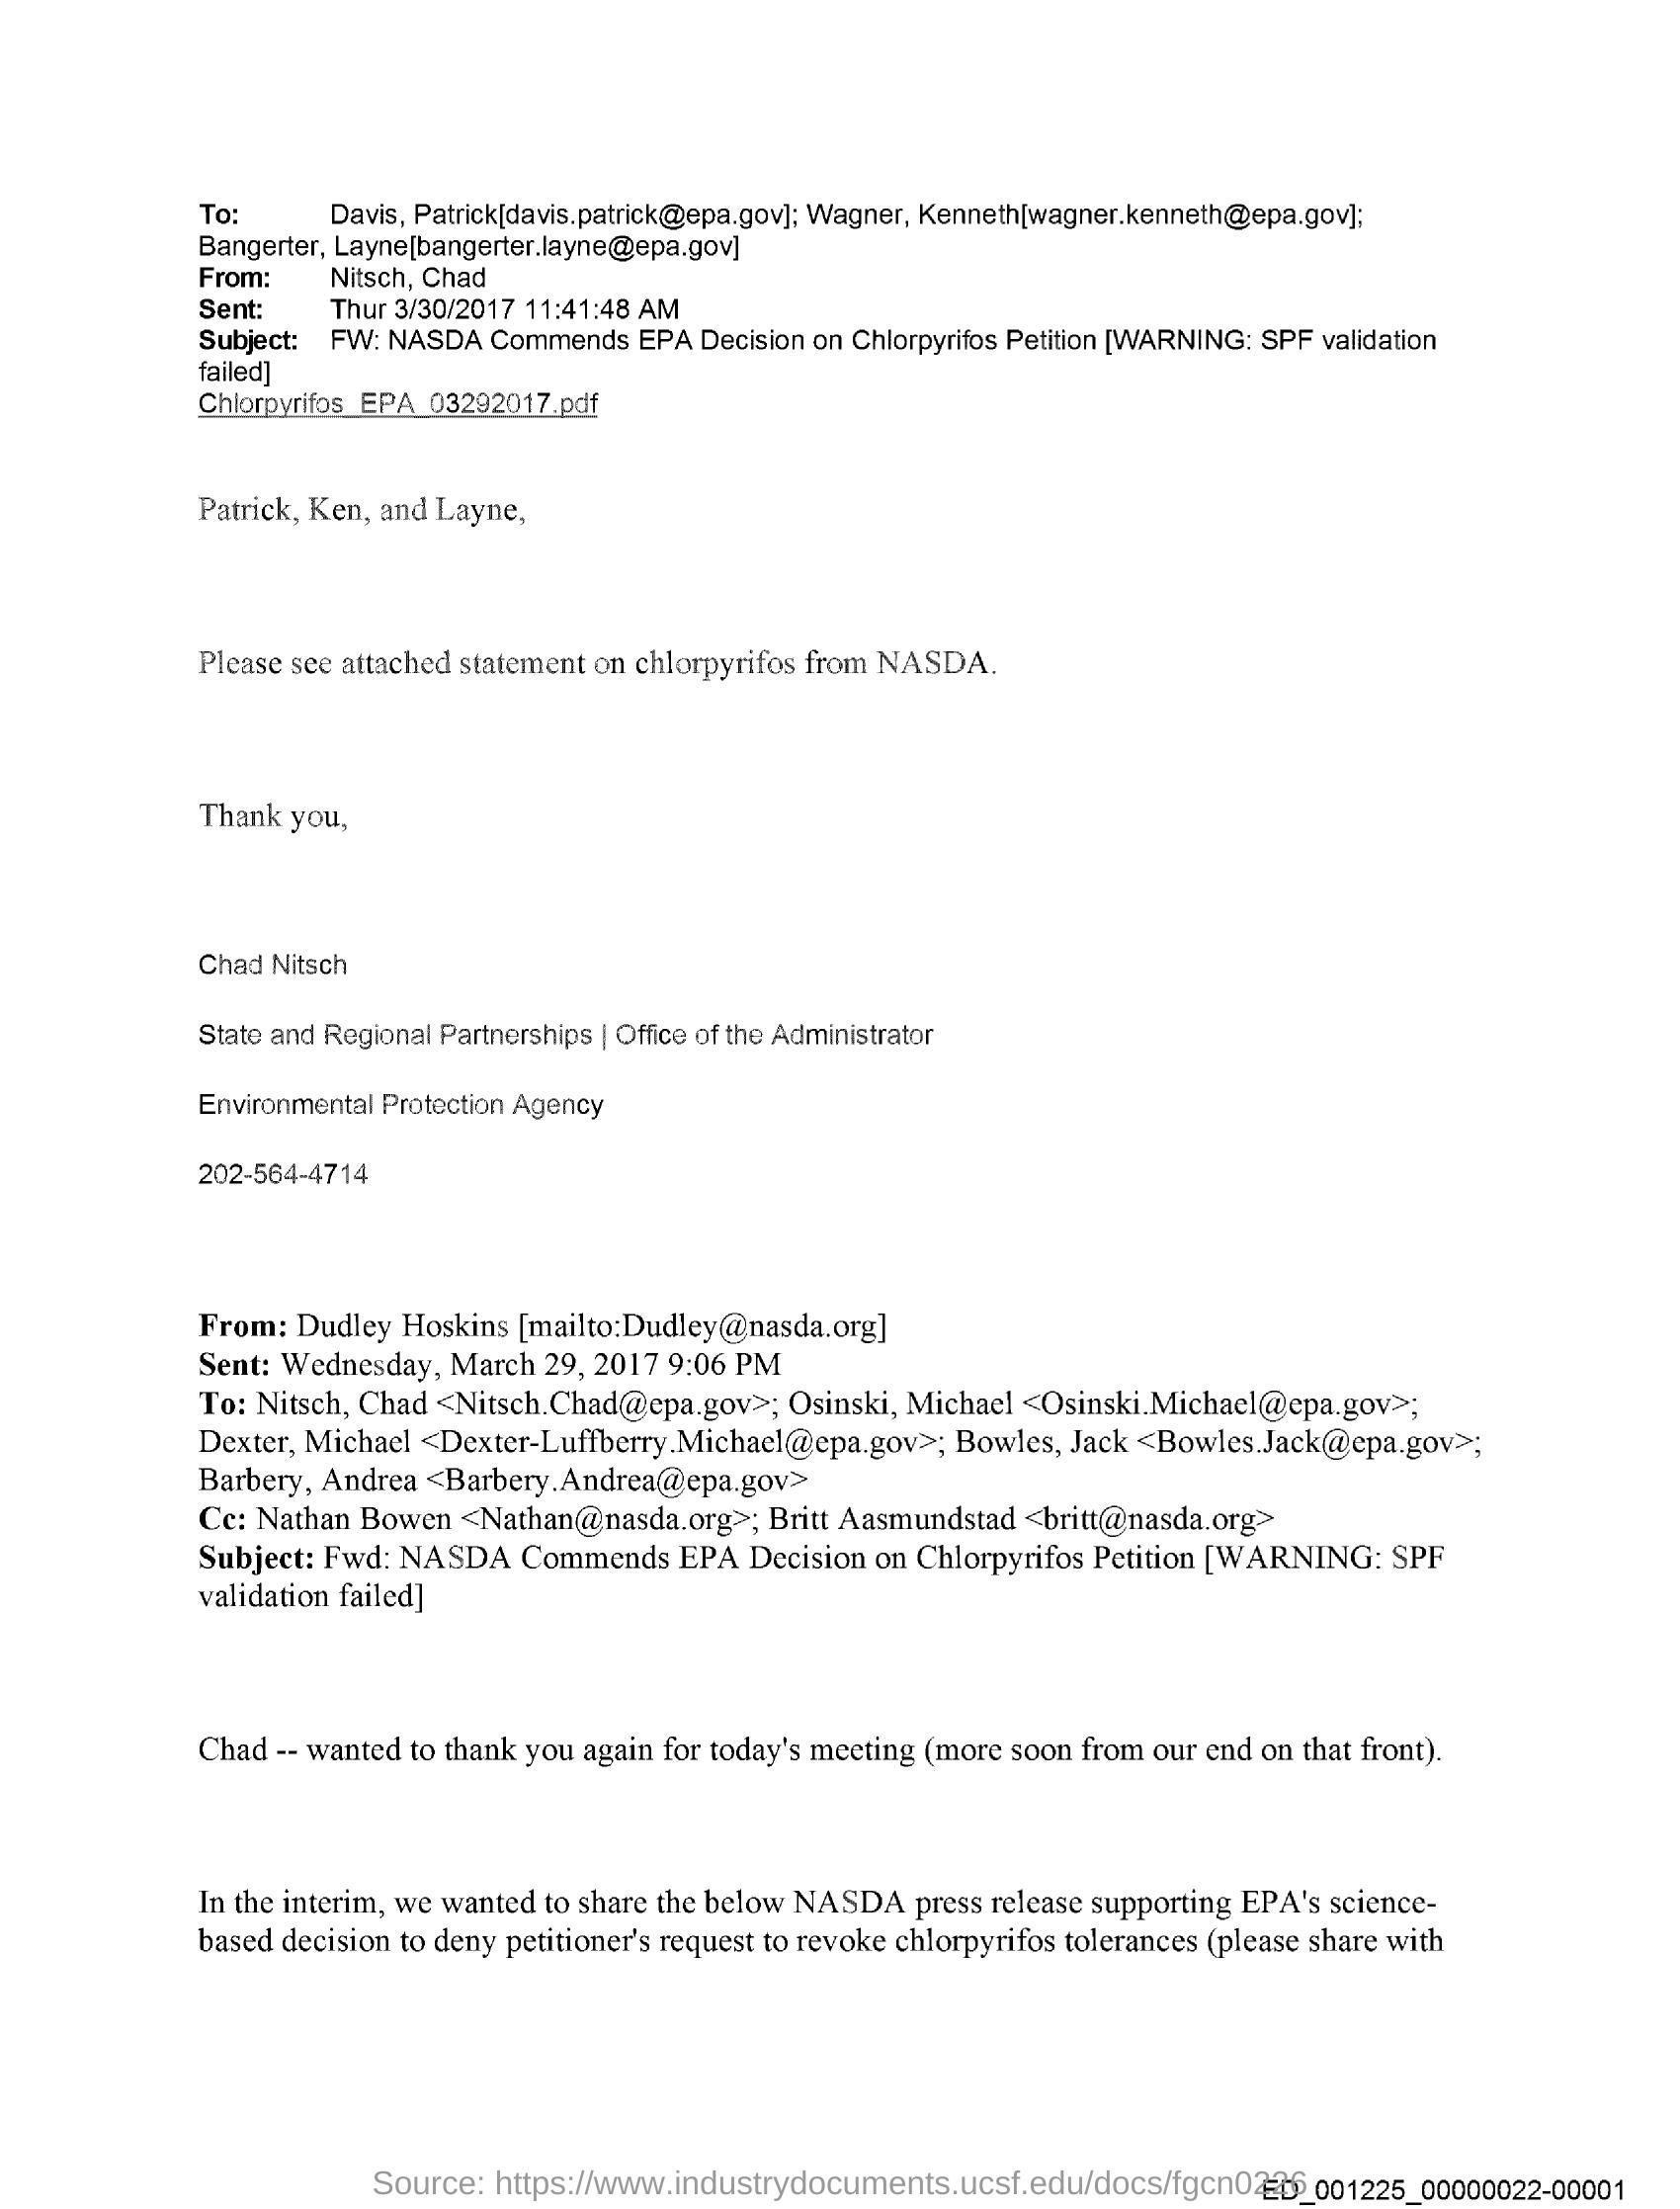 To: Davis, Patrick[davis.patrick@epa.gov]; Wagner, Kenneth[wagner.kenneth@epa.gov];
Bangerter, Layne[bangerter.layne@epa.gov]
From: Nitsch, Chad
Sent: Thur 3/30/2017 11:41:48 AM
Subject: FW: NASDA Commends EPA Decision on Chlorpyrifos Petition [WARNING: SPF validation
failed]
Chlorpyrifos_EPA_03292017.pdf
Patrick, Ken, and Layne,
Please see attached statement on chlorpyrifos from NASDA.
Thank you,
Chad Nitsch
State and Regional Partnerships | Office of the Administrator
Environmental Protection Agency
202-564-4714
From: Dudley Hoskins [mailto:Dudley@nasda.org]
Sent: Wednesday, March 29, 2017 9:06 PM
To: Nitsch, Chad <Nitsch.Chad@epa.gov>; Osinski, Michael <Osinski.Michael@epa.gov>;
Dexter, Michael <Dexter-Luffberry.Michael@epa.gov>; Bowles, Jack <Bowles.Jack@epa.gov>;
Barbery, Andrea <Barbery.Andrea@epa.gov>
Cc: Nathan Bowen <Nathan@nasda.org>; Britt Aasmundstad <britt@nasda.org>
Subject: Fwd: NASDA Commends EPA Decision on Chlorpyrifos Petition [WARNING: SPF
validation failed]
Chad -- wanted to thank you again for today's meeting (more soon from our end on that front).
In the interim, we wanted to share the below NASDA press release supporting EPA's science-
based decision to deny petitioner's request to revoke chlorpyrifos tolerances (please share with
Source: https://www.industrydocuments.ucsf.edu/docs/fgcn0226
ED_001225_00000022-00001